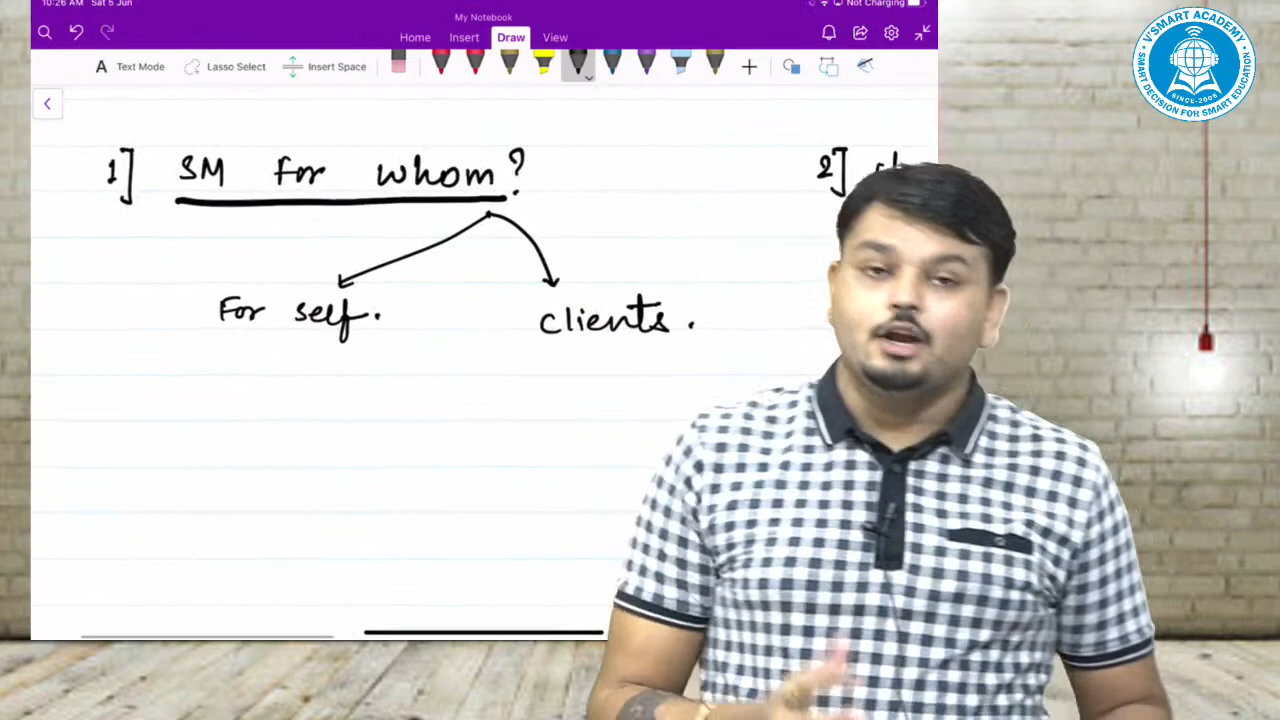 10:26 AM Sat 5 Jun
Not Charging
My Notebook
Home Insert Draw View
Text Mode Lasso Select Insert Space
1] SM for whom?
2]
For self.
clients.
V'SMART ACADEMY
SINCE-2006
SMART DECISION FOR SMART EDUCATION